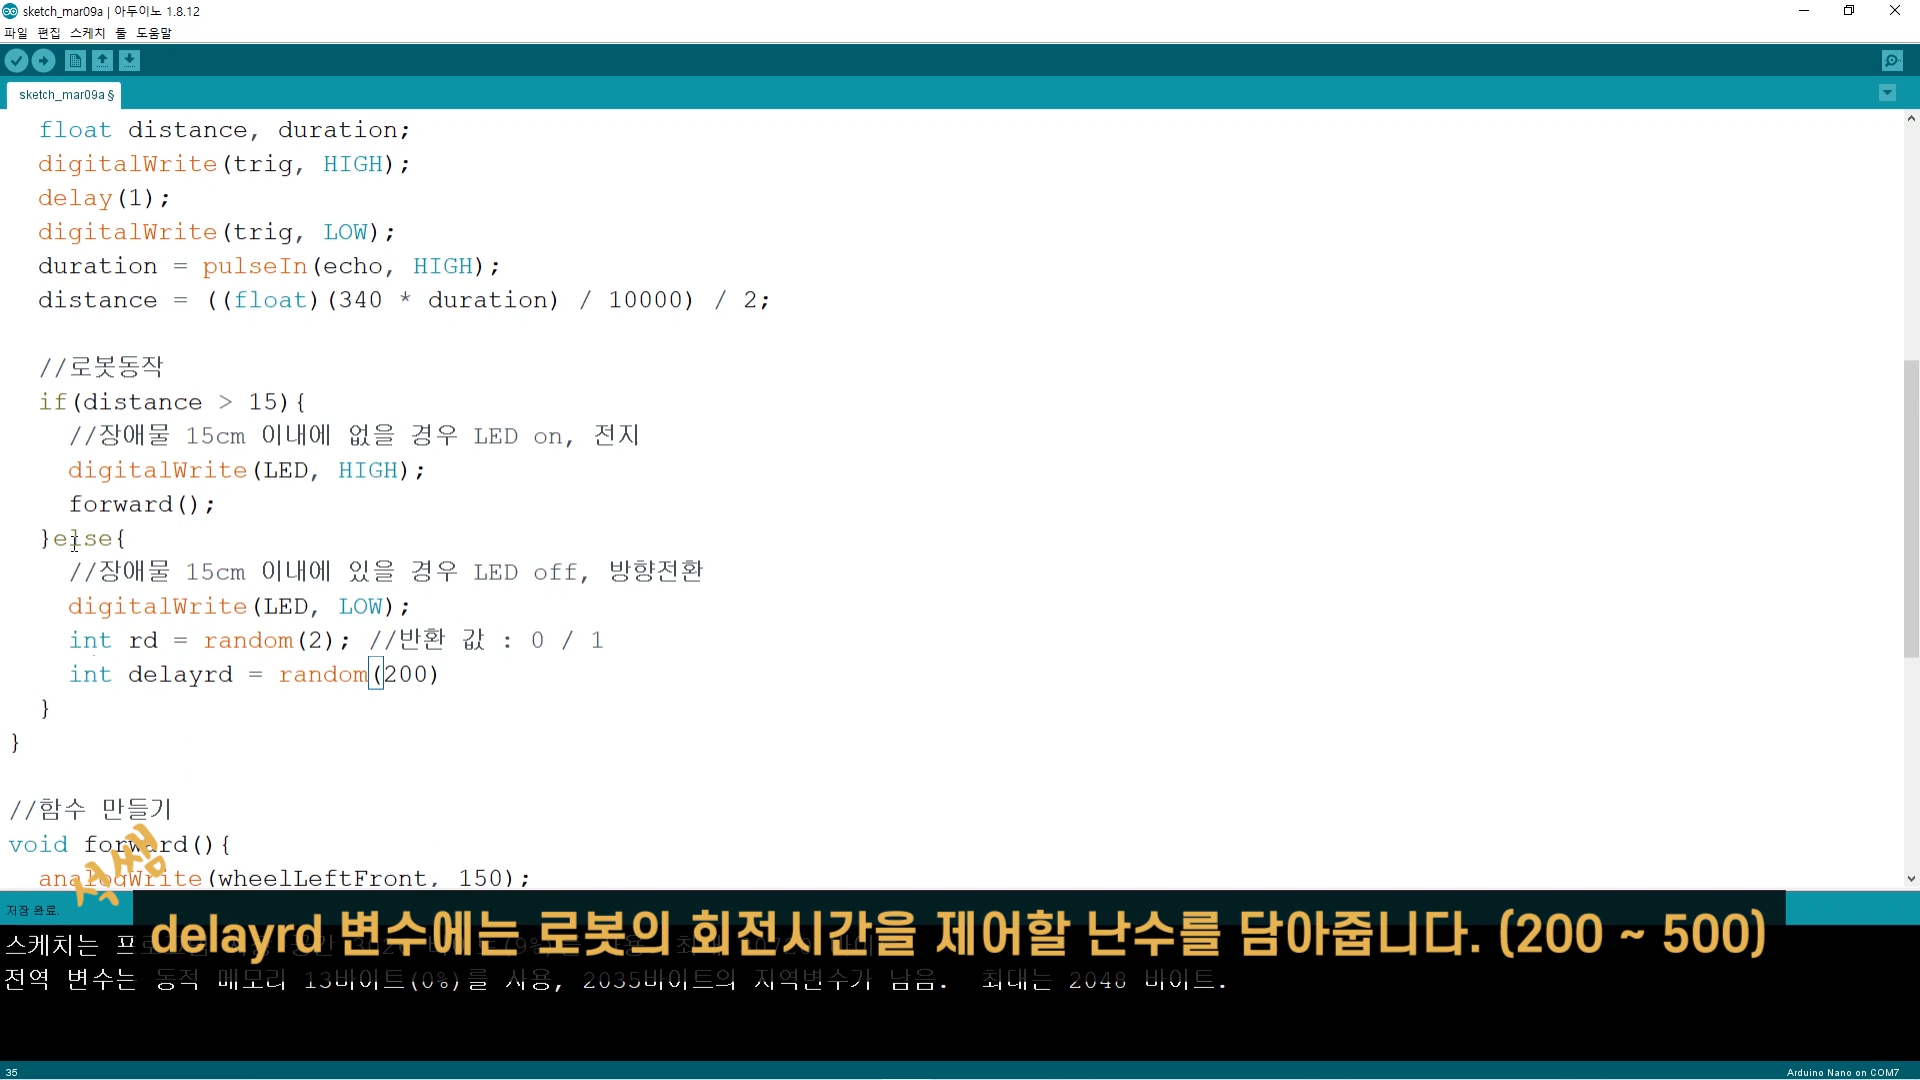 sketch_mar09a | 아두이노 1.8.12
파일 편집 스케치 툴 도움말
sketch_mar09a §
float distance, duration;
digitalWrite(trig, HIGH);
delay(1);
digitalWrite(trig, LOW);
duration = pulseIn(echo, HIGH);
distance = ((float)(340 * duration) / 10000) / 2;
//로봇동작
if(distance > 15){
//장애물 15cm 이내에 없을 경우 LED on, 전지
digitalWrite(LED, HIGH);
forward();
}else{
//장애물 15cm 이내에 있을 경우 LED off, 방향전환
digitalWrite(LED, LOW);
int rd = random(2); //반환 값 : 0 / 1
int delayrd = random(200)
}
}
//함수 만들기
void forward(){
analogWrite(wheelLeftFront, 150);
석쌤
저장 완료.
delayrd 변수에는 로봇의 회전시간을 제어할 난수를 담아줍니다. (200 ~ 500)
스케치는
전역 변수는 동적 메모리 13바이트(0%)를 사용, 2035바이트의 지역변수가 남음. 최대는 2048 바이트.
35
Arduino Nano on COM7